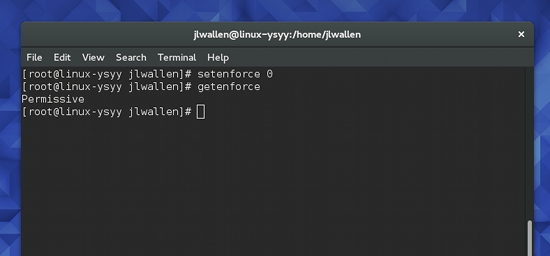 jlwallen@linux-ysyy:/home/jlwallen
File Edit View Search Terminal Help
[root@linux-ysyy jlwallen]# setenforce 0
[root@linux-ysyy jlwallen]# getenforce
Permissive
[root@linux-ysyy jlwallen]#